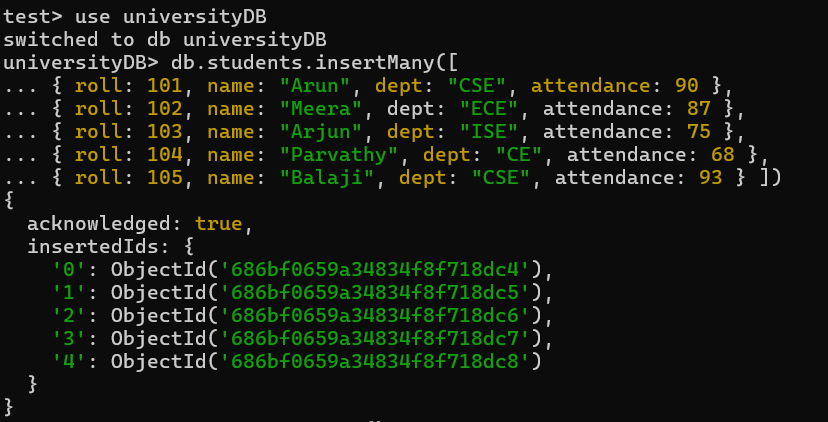 test> use universityDB
switched to db universityDB
universityDB> db.students.insertMany([
... { roll: 101, name: "Arun", dept: "CSE", attendance: 90 },
... { roll: 102, name: "Meera", dept: "ECE", attendance: 87 },
... { roll: 103, name: "Arjun", dept: "ISE", attendance: 75 },
... { roll: 104, name: "Parvathy", dept: "CE", attendance: 68 },
... { roll: 105, name: "Balaji", dept: "CSE", attendance: 93 } ])
{
  acknowledged: true,
  insertedIds: {
    '0': ObjectId('686bf0659a34834f8f718dc4'),
    '1': ObjectId('686bf0659a34834f8f718dc5'),
    '2': ObjectId('686bf0659a34834f8f718dc6'),
    '3': ObjectId('686bf0659a34834f8f718dc7'),
    '4': ObjectId('686bf0659a34834f8f718dc8')
  }
}